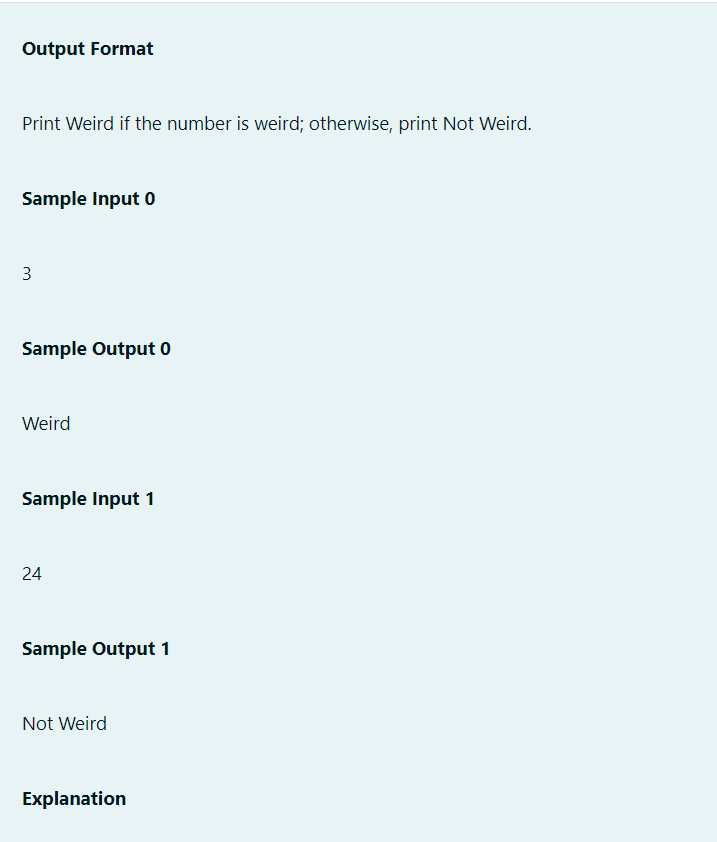 Output Format
Print Weird if the number is weird; otherwise, print Not Weird.
Sample Input 0
3
Sample Output 0
Weird
Sample Input 1
24
Sample Output 1
Not Weird
Explanation